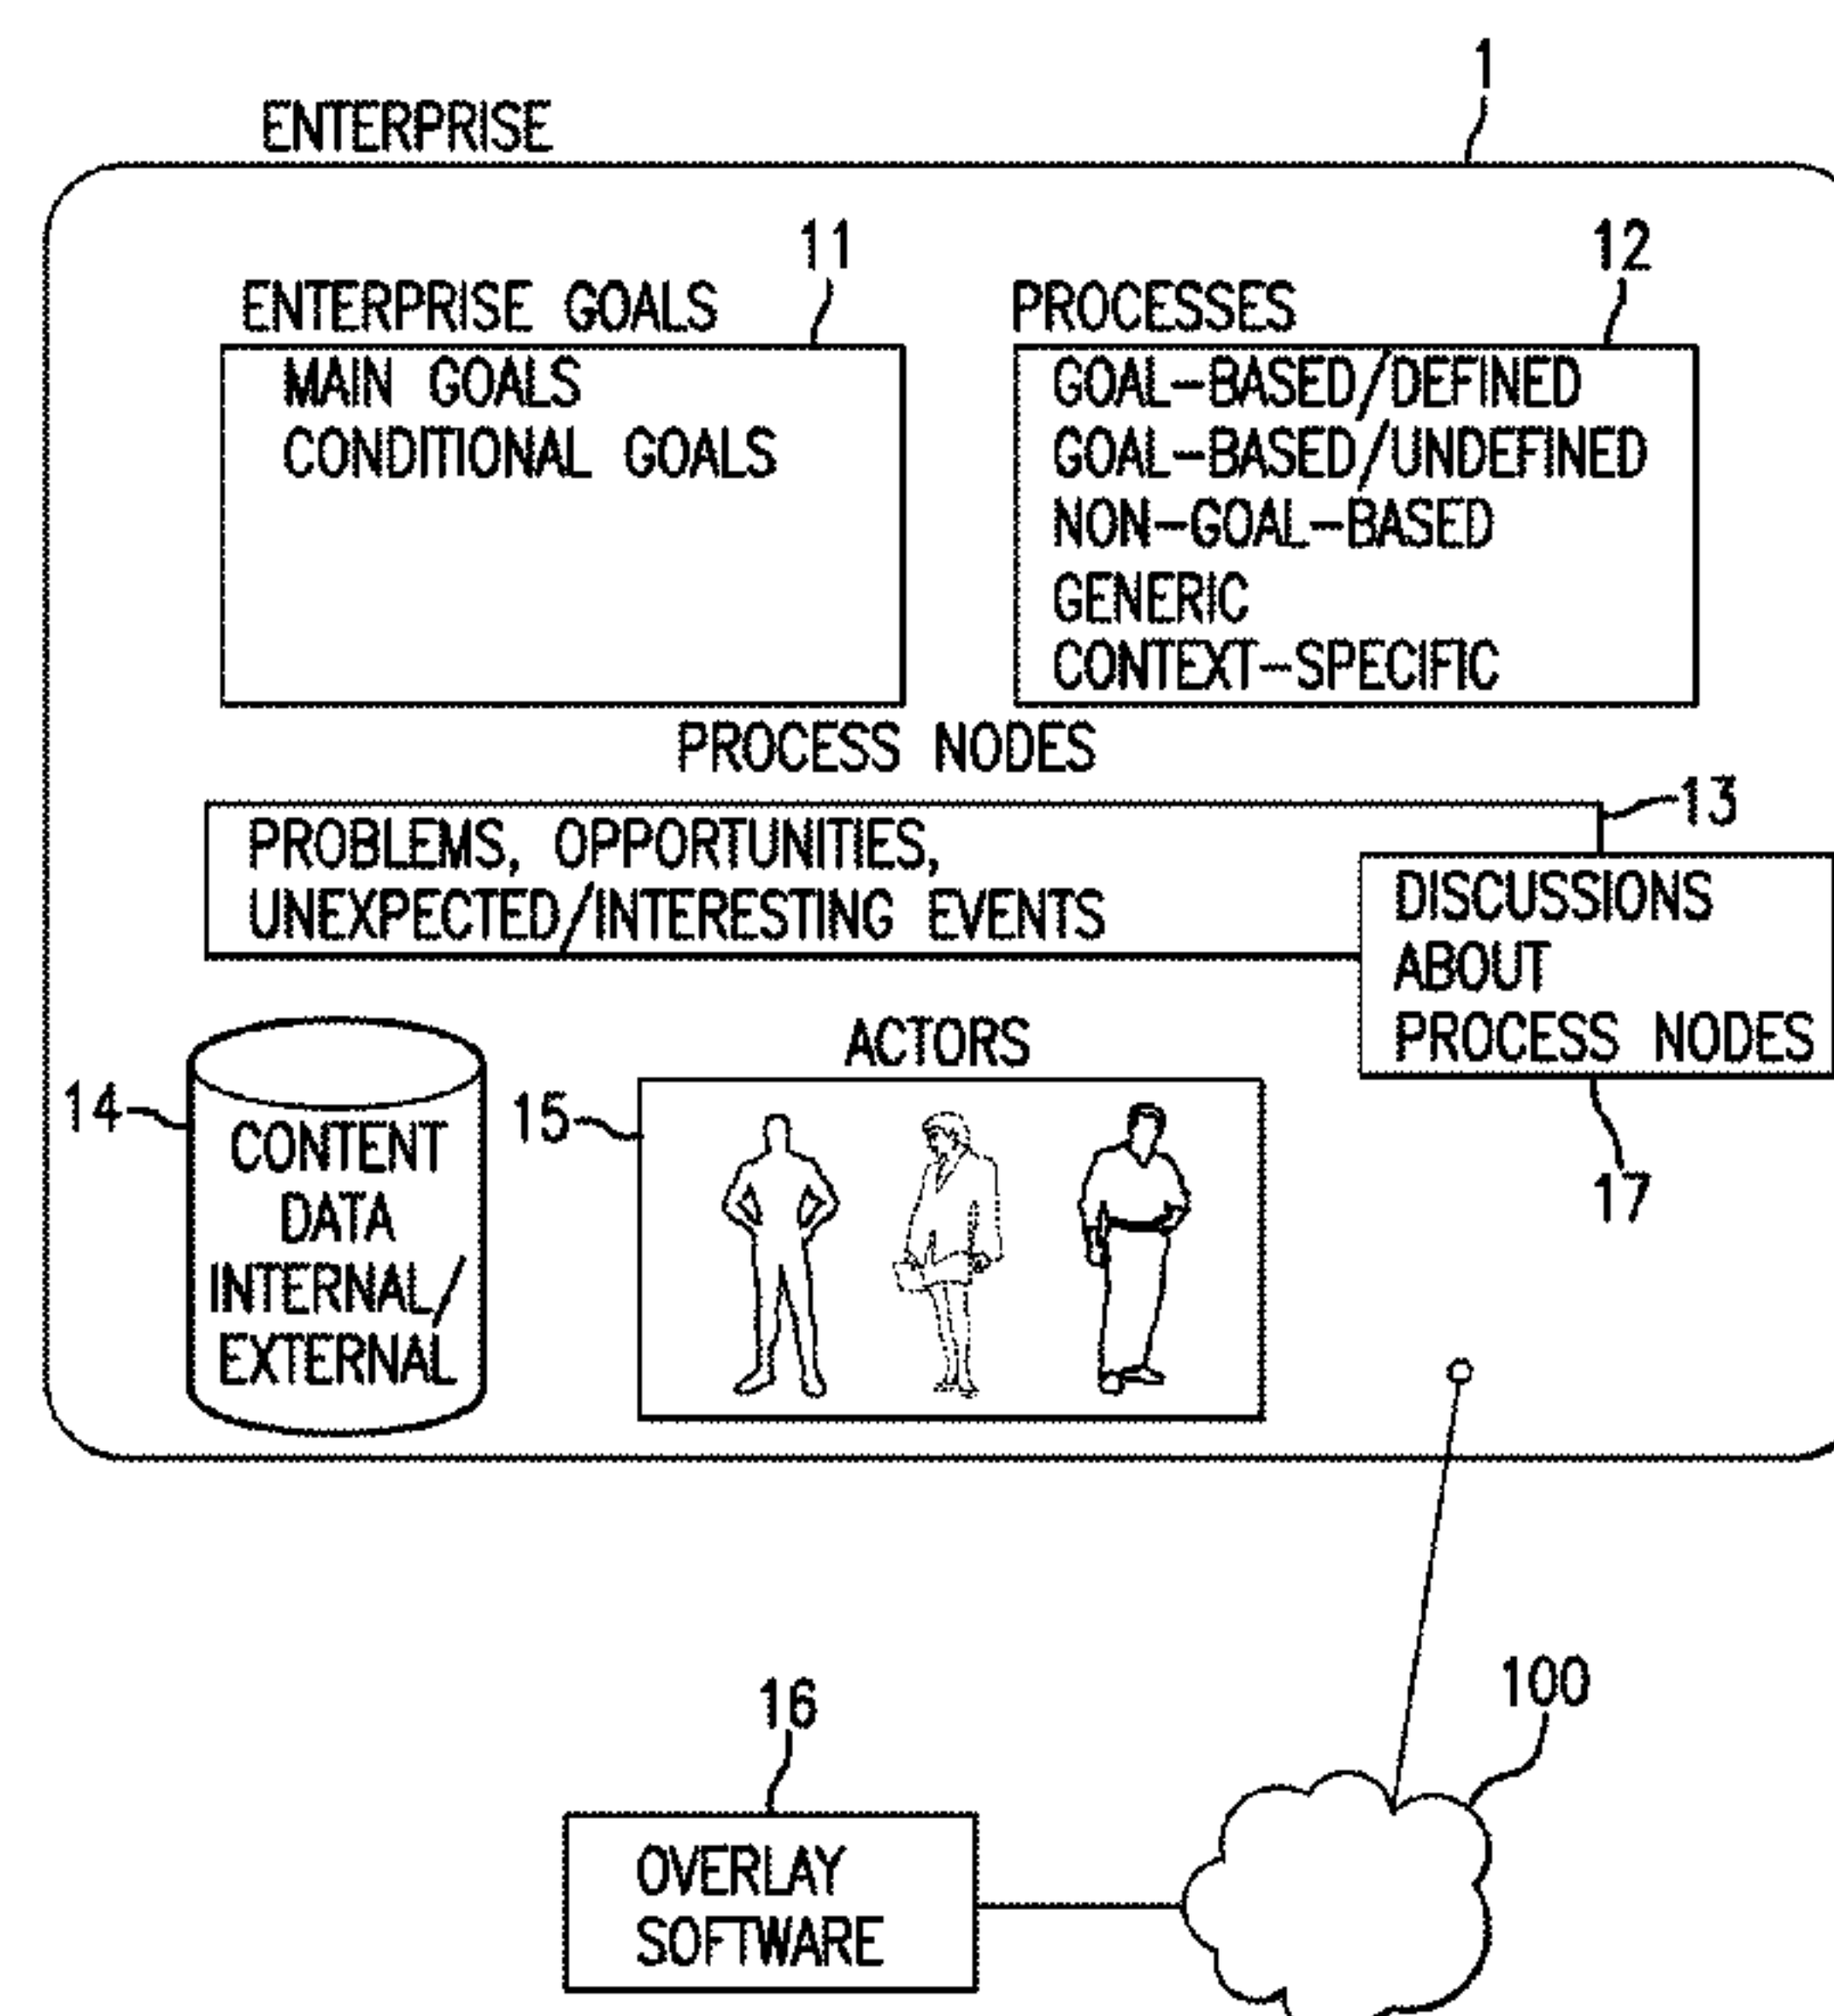 1
ENTERPRISE
11
12
ENTERPRISE GOALS
PROCESSES
MAIN GOALS
CONDITIONAL GOALS
GOAL-BASED/DEFINED
GOAL-BASED/UNDEFINED
NON-GOAL-BASED
GENERIC
CONTEXT-SPECIFIC
PROCESS NODES
13
PROBLEMS, OPPORTUNITIES,
UNEXPECTED/INTERESTING EVENTS
DISCUSSIONS
ABOUT
PROCESS NODES
17
14
CONTENT
DATA
INTERNAL/
EXTERNAL
ACTORS
15
16
100
OVERLAY
SOFTWARE